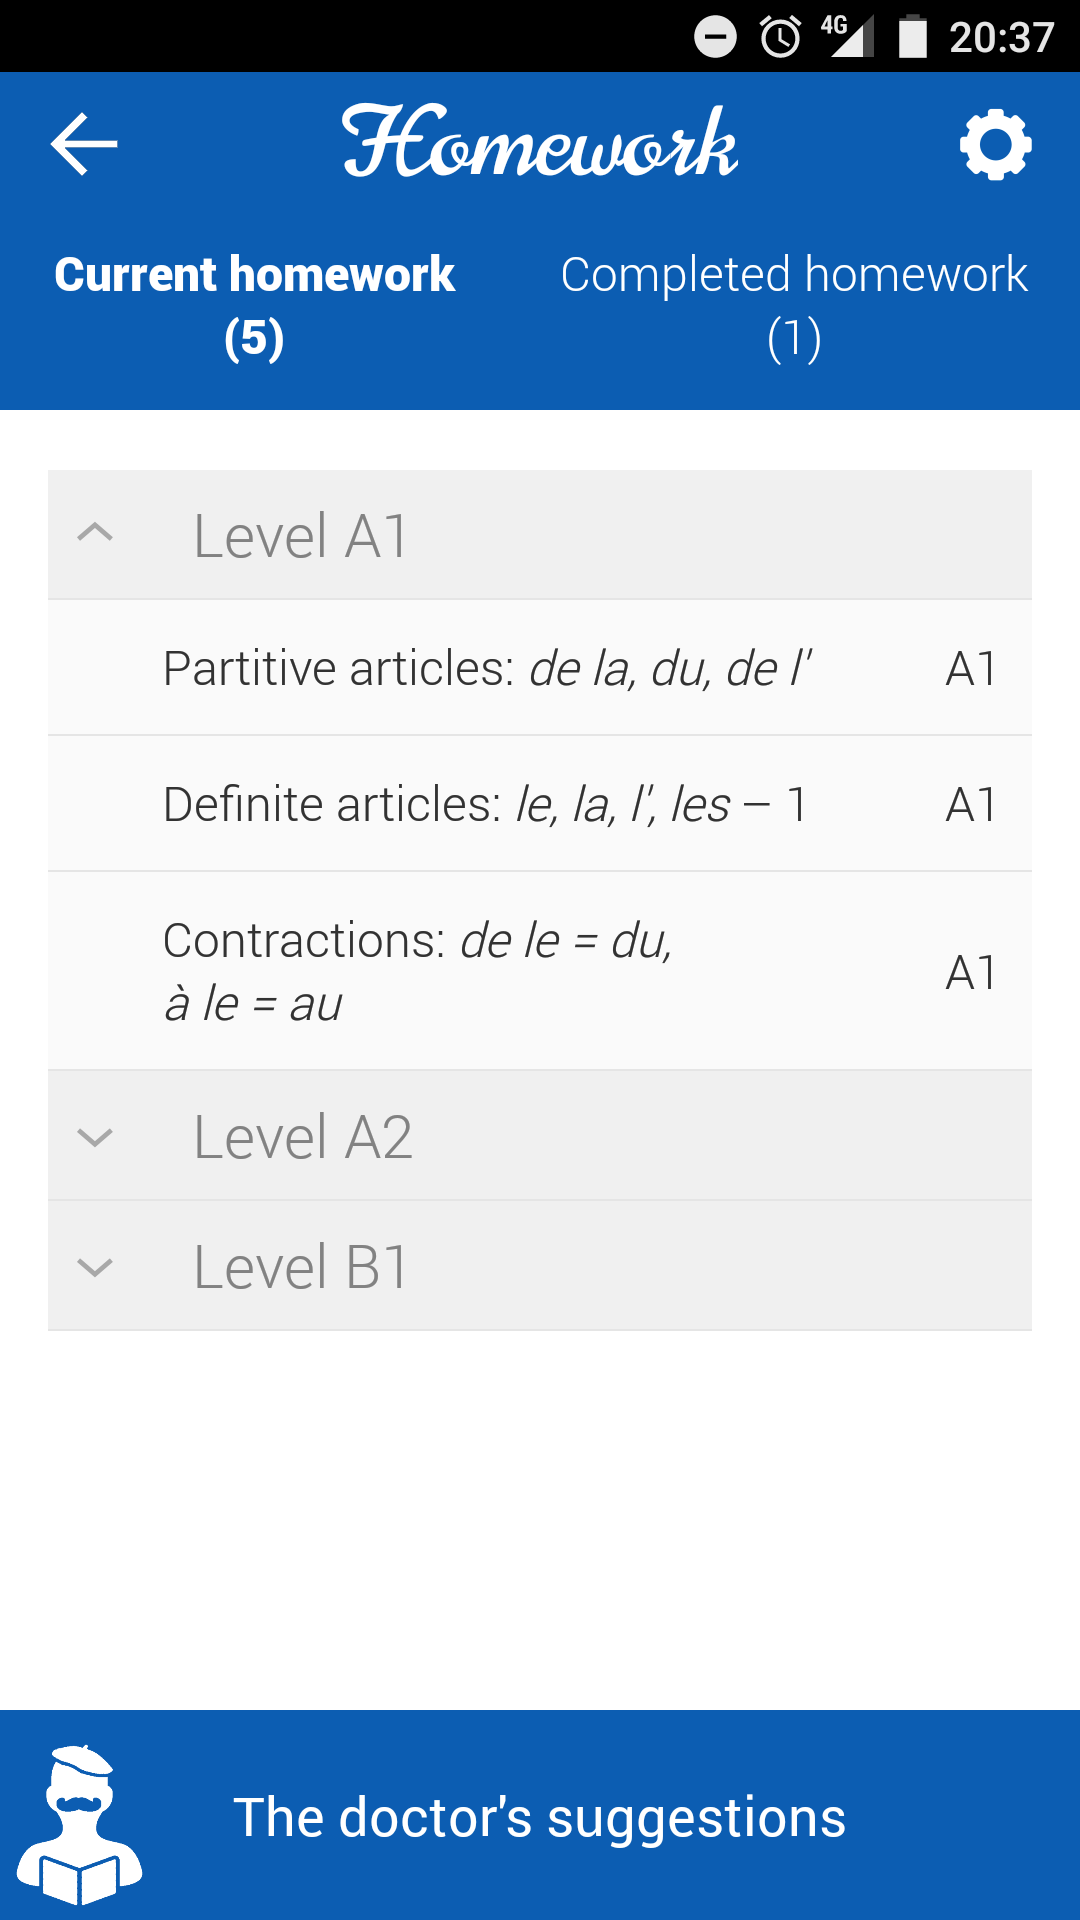 4G 20:37
Homework
Current homework
(5)
Completed homework
(1)
Level A1
Partitive articles: de la, du, de l' A1
Definite articles: le, la, l', les – 1 A1
Contractions: de le = du,
à le = au
A1
Level A2
Level B1
The doctor's suggestions